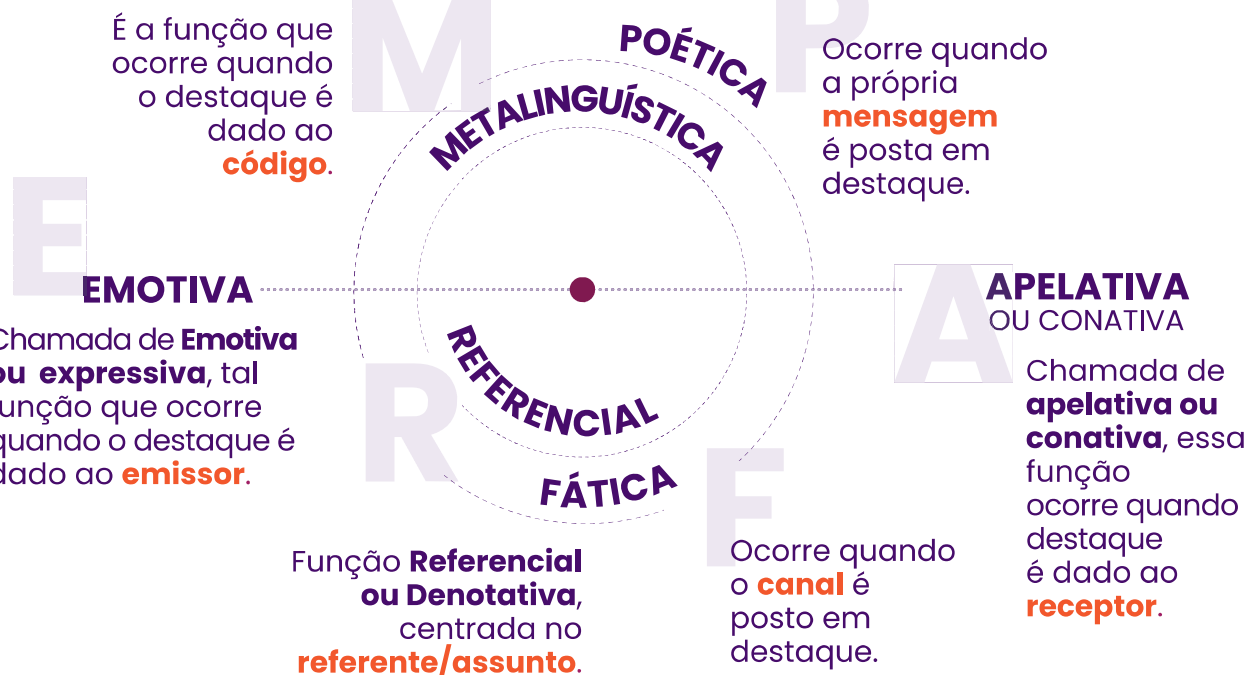 É a função que
ocorre quando
o destaque é
dado ao
código.
M
METALINGUÍSTICA
POÉTICA
P
Ocorre quando
a própria
mensagem
é posta em
destaque.
E
EMOTIVA
Chamada de Emotiva
ou expressiva, tal
função que ocorre
quando o destaque é
dado ao emissor.
A
APELATIVA
OU CONATIVA
Chamada de
apelativa ou
conativa, essa
função
ocorre quando
destaque
é dado ao
receptor.
R
REFERENCIAL
Função Referencial
ou Denotativa,
centrada no
referente/assunto.
FÁTICA
F
Ocorre quando
o canal é
posto em
destaque.